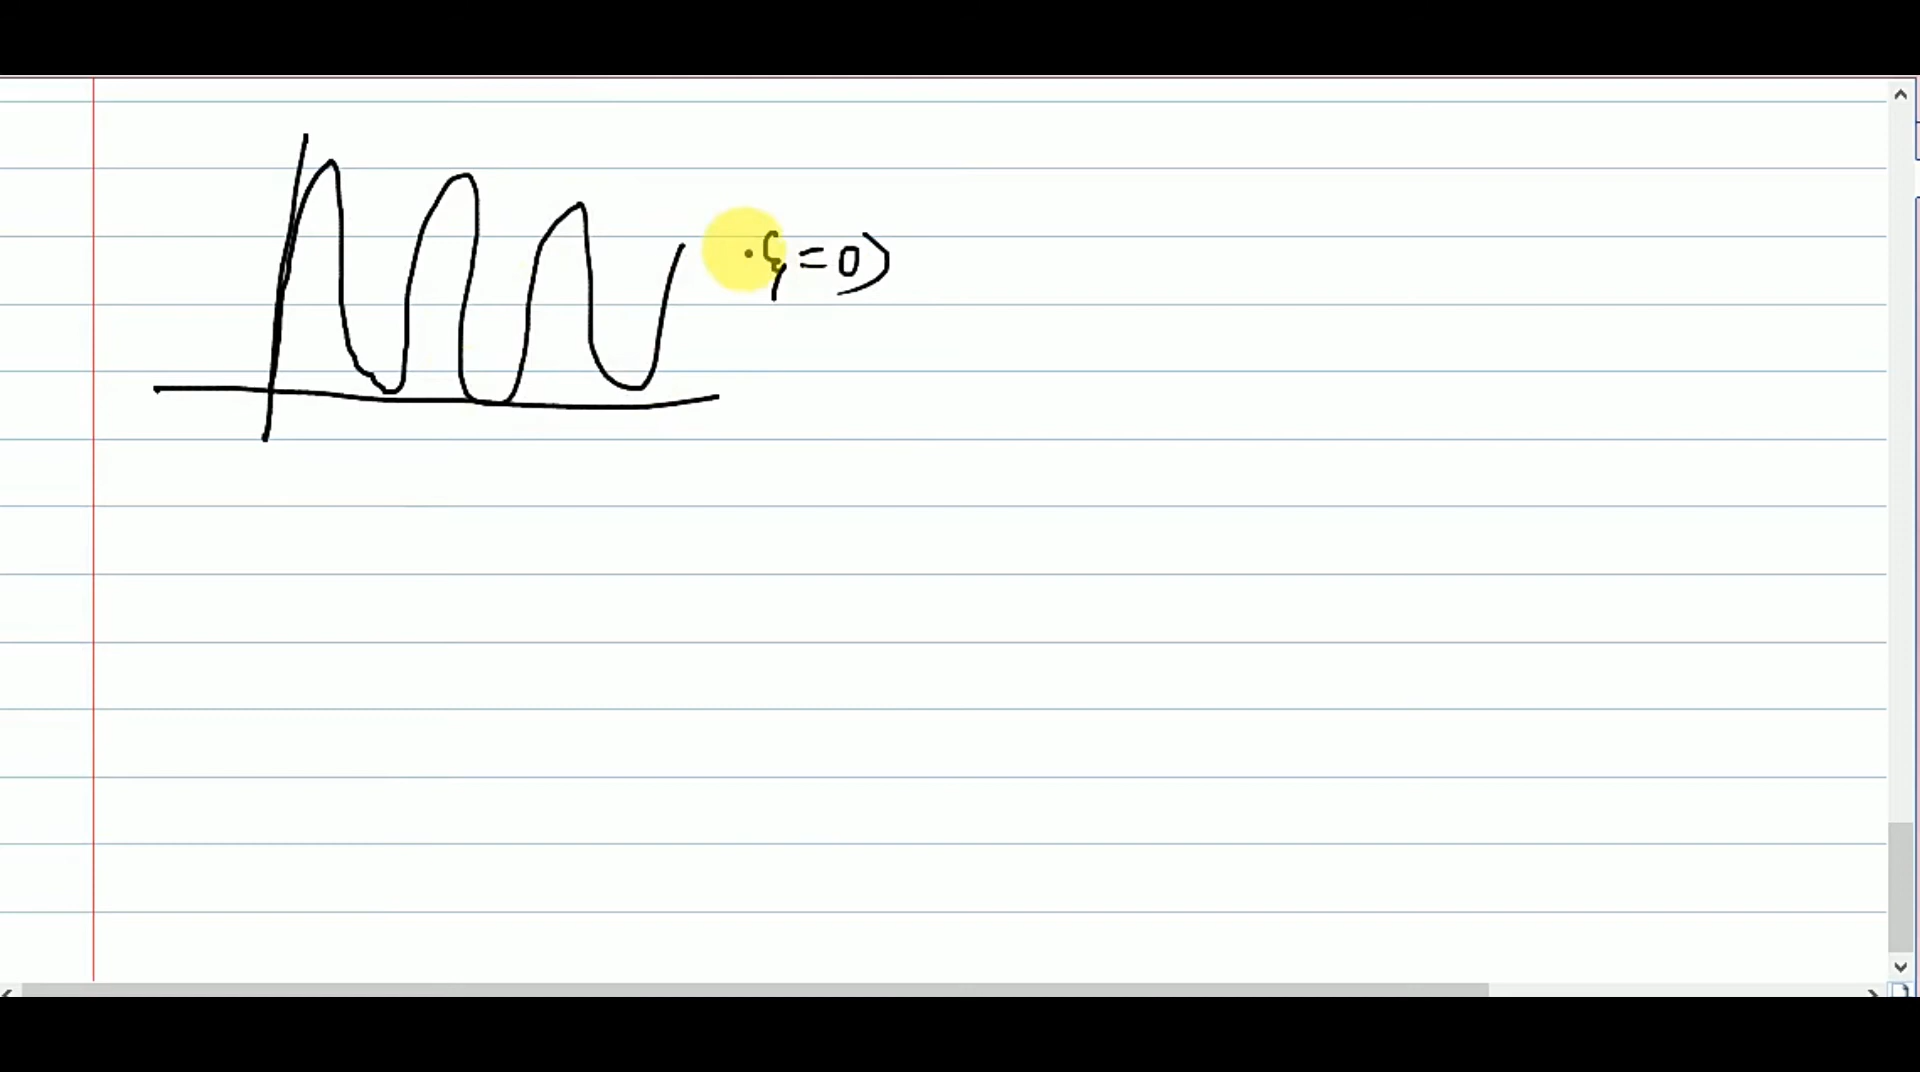 ξ = 0)